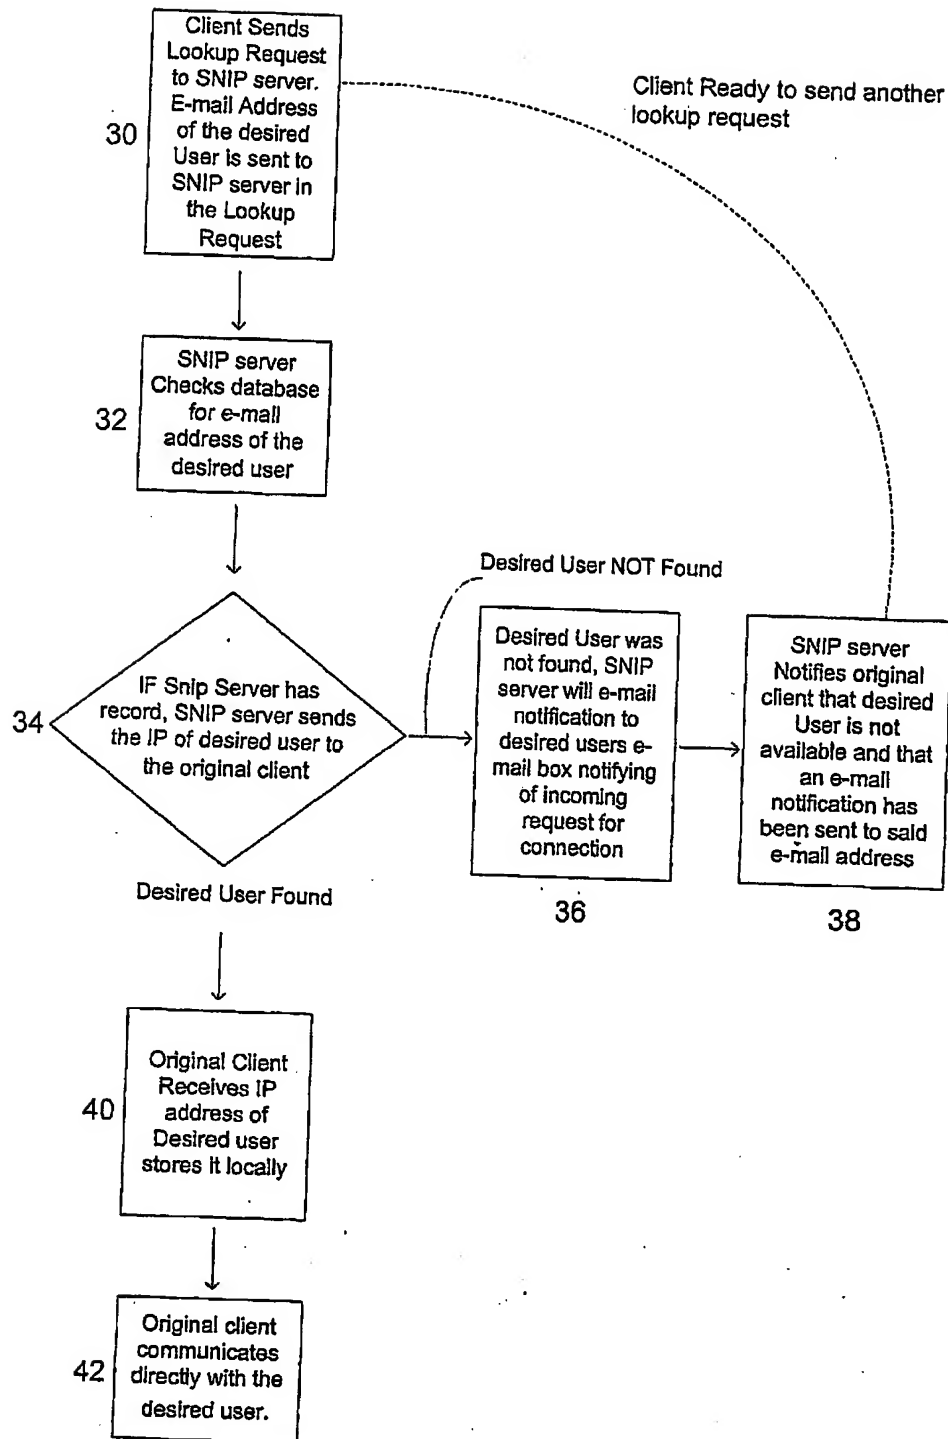 Client Sends
Lookup Request
to SNIP server.
E-mail Address
of the desired
User is sent to
SNIP server in
the Lookup
Request
30
Client Ready to send another
lookup request
SNIP server
Checks database
for e-mail
address of the
desired user
32
Desired User NOT Found
IF Snip Server has
record, SNIP server sends
the IP of desired user to
the original client
34
Desired User was
not found, SNIP
server will e-mail
notification to
desired users e-
mail box notifying
of incoming
request for
connection
36
SNIP server
Notifies original
client that desired
User is not
available and that
an e-mail
notification has
been sent to said
e-mail address
38
Desired User Found
Original Client
Receives IP
address of
Desired user
stores it locally
40
Original client
communicates
directly with the
desired user.
42